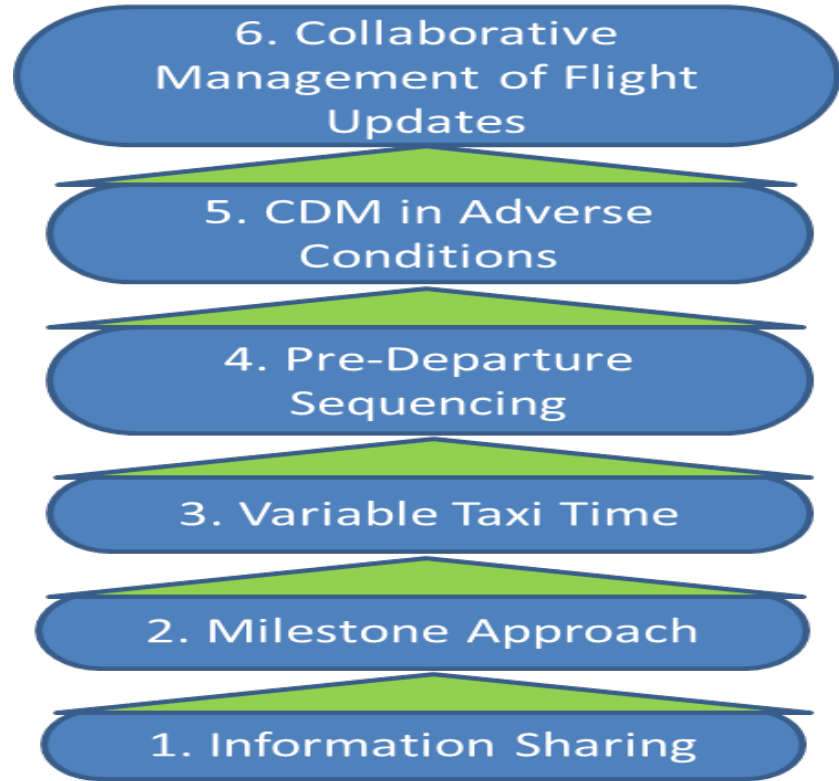 6. Collaborative
Management of Flight
Updates
5. CDM in Adverse
Conditions
4. Pre-Departure
Sequencing
3. Variable Taxi Time
2. Milestone Approach
1. Information Sharing